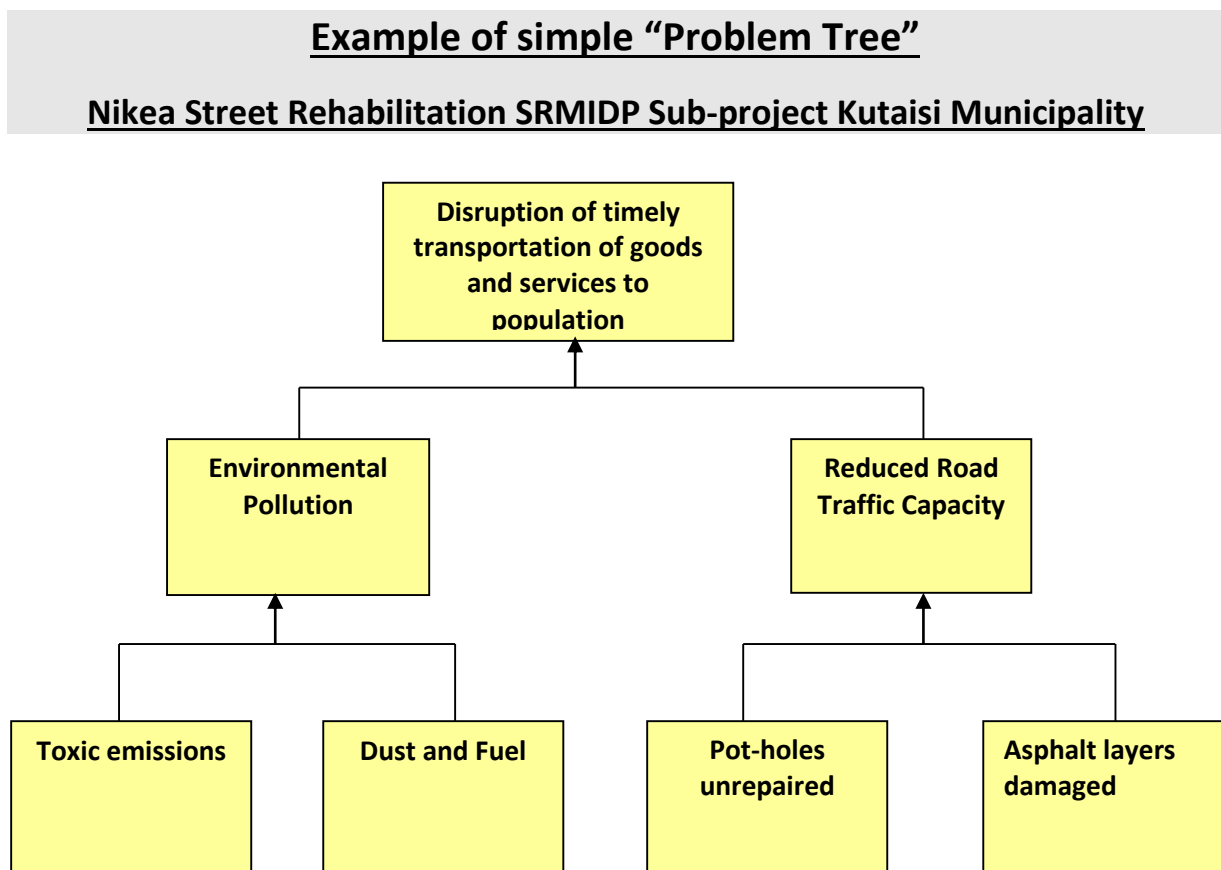 Example of simple “Problem Tree”
Nikea Street Rehabilitation SRMIDP Sub-project Kutaisi Municipality
Disruption of timely
transportation of goods
and services to
population
Environmental
Pollution
Reduced Road
Traffic Capacity
Toxic emissions
Dust and Fuel
Pot-holes
unrepaired
Asphalt layers
damaged